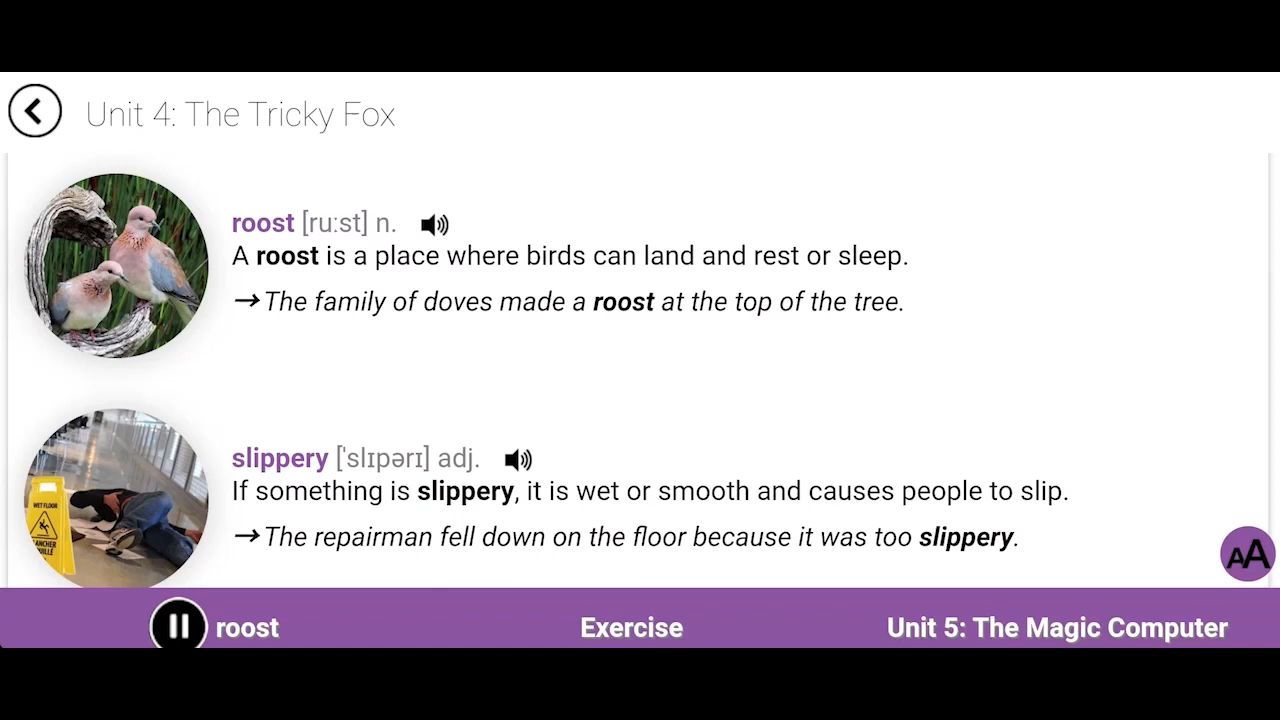 Unit 4: The Tricky Fox
roost [ruːst] n.
A roost is a place where birds can land and rest or sleep.
→ The family of doves made a roost at the top of the tree.
slippery [ˈslɪpərɪ] adj.
If something is slippery, it is wet or smooth and causes people to slip.
→ The repairman fell down on the floor because it was too slippery.
WET FLOOR
AA
roost
Exercise
Unit 5: The Magic Computer